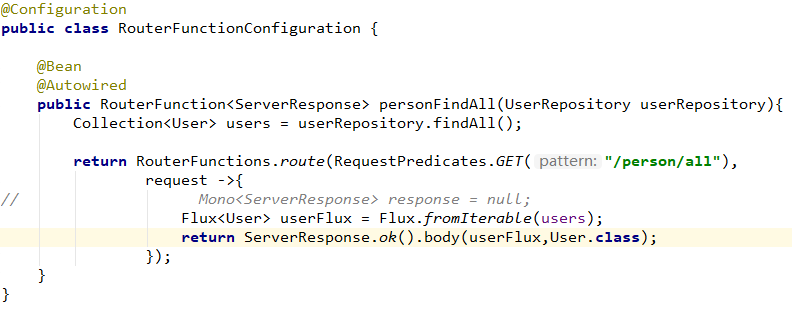 @Configuration
public class RouterFunctionConfiguration {
@Bean
@Autowired
public RouterFunction<ServerResponse> personFindAll(UserRepository userRepository){
Collection<User> users = userRepository.findAll();
return RouterFunctions.route(RequestPredicates.GET( pattern: "/person/all"),
request ->{
// Mono<ServerResponse> response = null;
Flux<User> userFlux = Flux.fromIterable(users);
return ServerResponse.ok().body(userFlux,User.class);
});
}
}